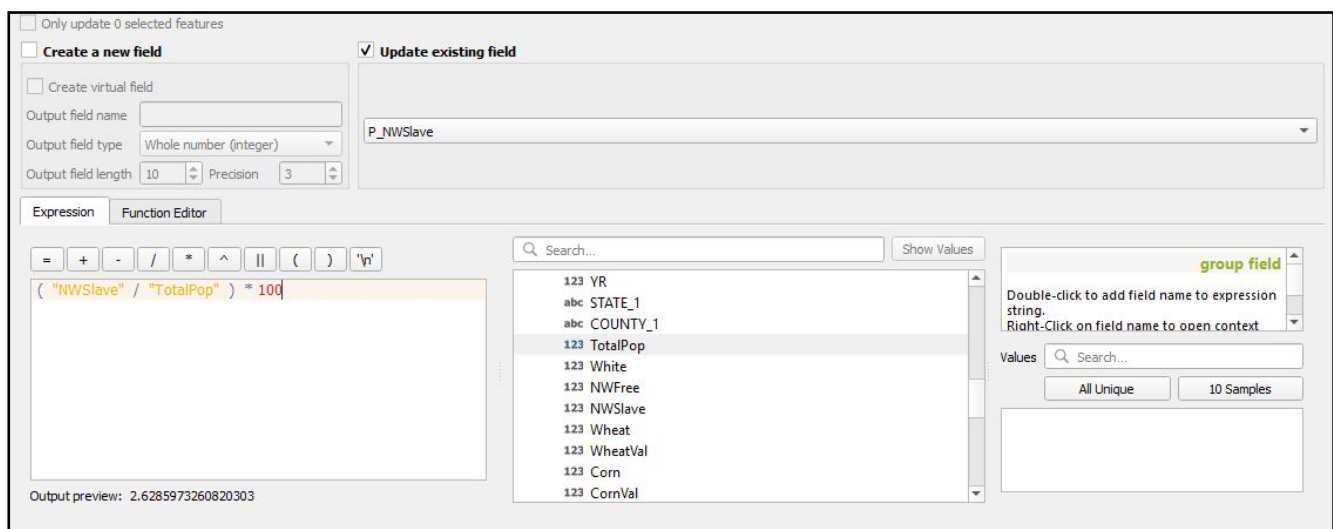 Only update 0 selected features
Create a new field
Update existing field
Create virtual field
Output field name
Output field type Whole number (integer)
Output field length 10 Precision 3
P_NWSlave
Expression Function Editor
= + - / * ^ || ( ) '\n'
( "NWSlave" / "TotalPop" ) * 100
Output preview: 2.6285973260820303
Search... Show Values
123 YR
abc STATE_1
abc COUNTY_1
123 TotalPop
123 White
123 NWFree
123 NWSlave
123 Wheat
123 WheatVal
123 Corn
123 CornVal
group field
Double-click to add field name to expression
string.
Right-Click on field name to open context
Values Search...
All Unique 10 Samples